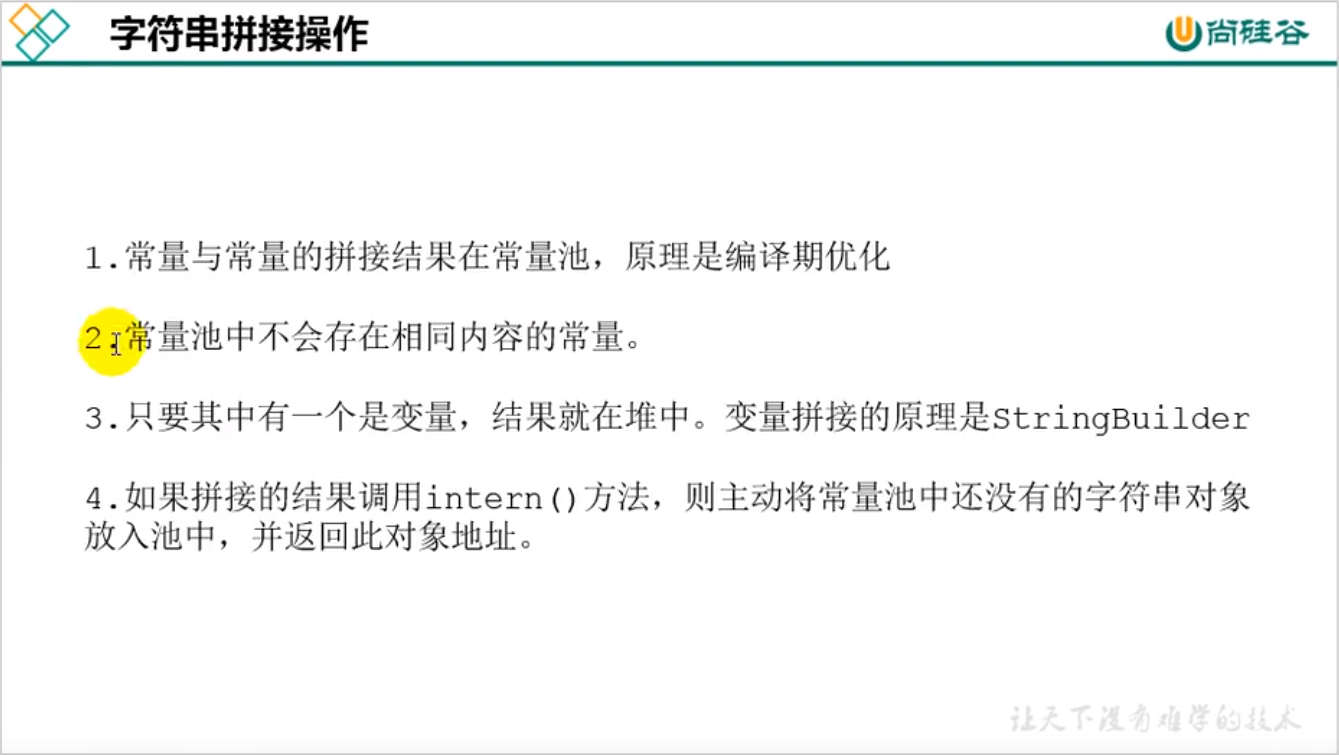 字符串拼接操作
尚硅谷
1.常量与常量的拼接结果在常量池，原理是编译期优化
2.常量池中不会存在相同内容的常量。
3.只要其中有一个是变量，结果就在堆中。变量拼接的原理是StringBuilder
4.如果拼接的结果调用intern()方法，则主动将常量池中还没有的字符串对象
放入池中，并返回此对象地址。
让天下没有难学的技术